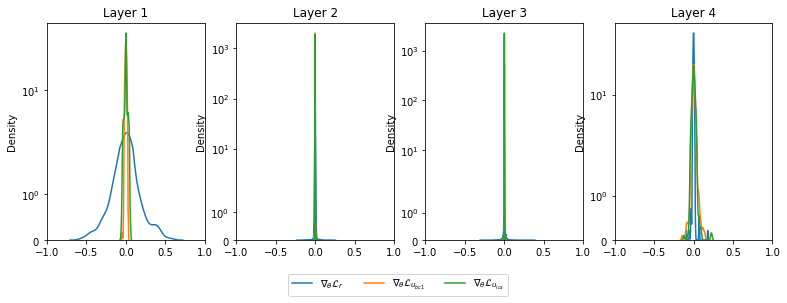 Layer 1 Layer 2 Layer 3 Layer 4
Density Density Density Density
10¹ 10³ 10³ 10¹
10² 10²
10¹ 10¹
10⁰ 10⁰ 10⁰ 10⁰
0 0 0 0
−1.0 −0.5 0.0 0.5 1.0 −1.0 −0.5 0.0 0.5 1.0 −1.0 −0.5 0.0 0.5 1.0 −1.0 −0.5 0.0 0.5 1.0
∇θℒr ∇θℒu_bc1 ∇θℒu_ics